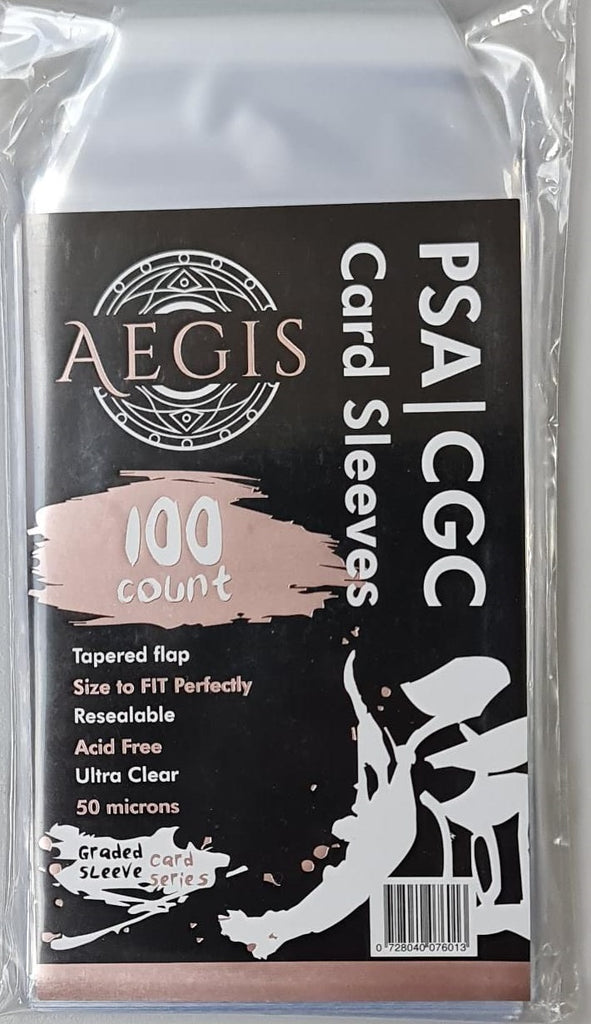 AEGIS
PSA|CGC
Card Sleeves
100
count
Tapered flap
Size to FIT Perfectly
Resealable
Acid Free
Ultra Clear
50 microns
Graded card
Sleeve series
0 728040 076013